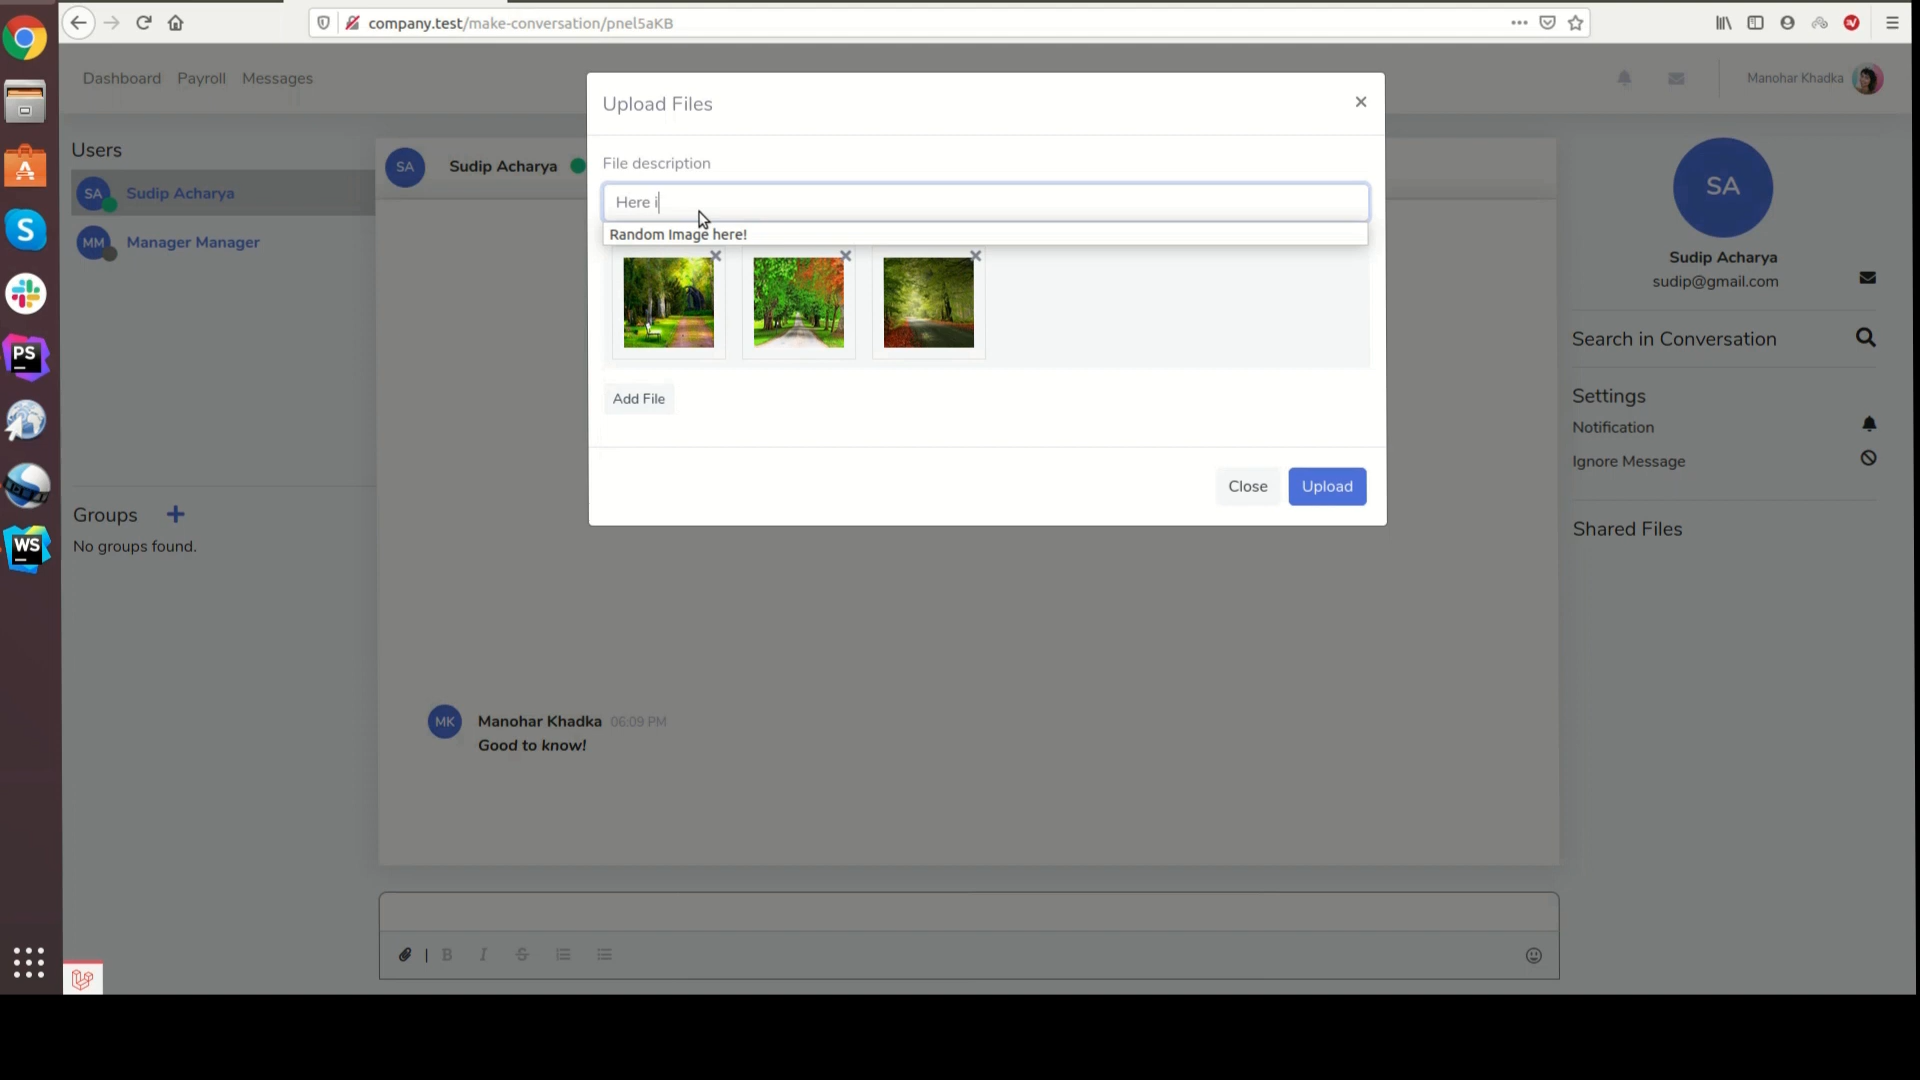 company.test/make-conversation/pnel5aKB
Dashboard Payroll Messages
Manohar Khadka
Upload Files
File description
Here i
Random Image here!
Add File
Close
Upload
Users
SA Sudip Acharya
MM Manager Manager
Groups
No groups found.
SA Sudip Acharya
MK Manohar Khadka 06:09 PM
Good to know!
B I S
SA
Sudip Acharya
sudip@gmail.com
Search in Conversation
Settings
Notification
Ignore Message
Shared Files
A
S
PS
WS